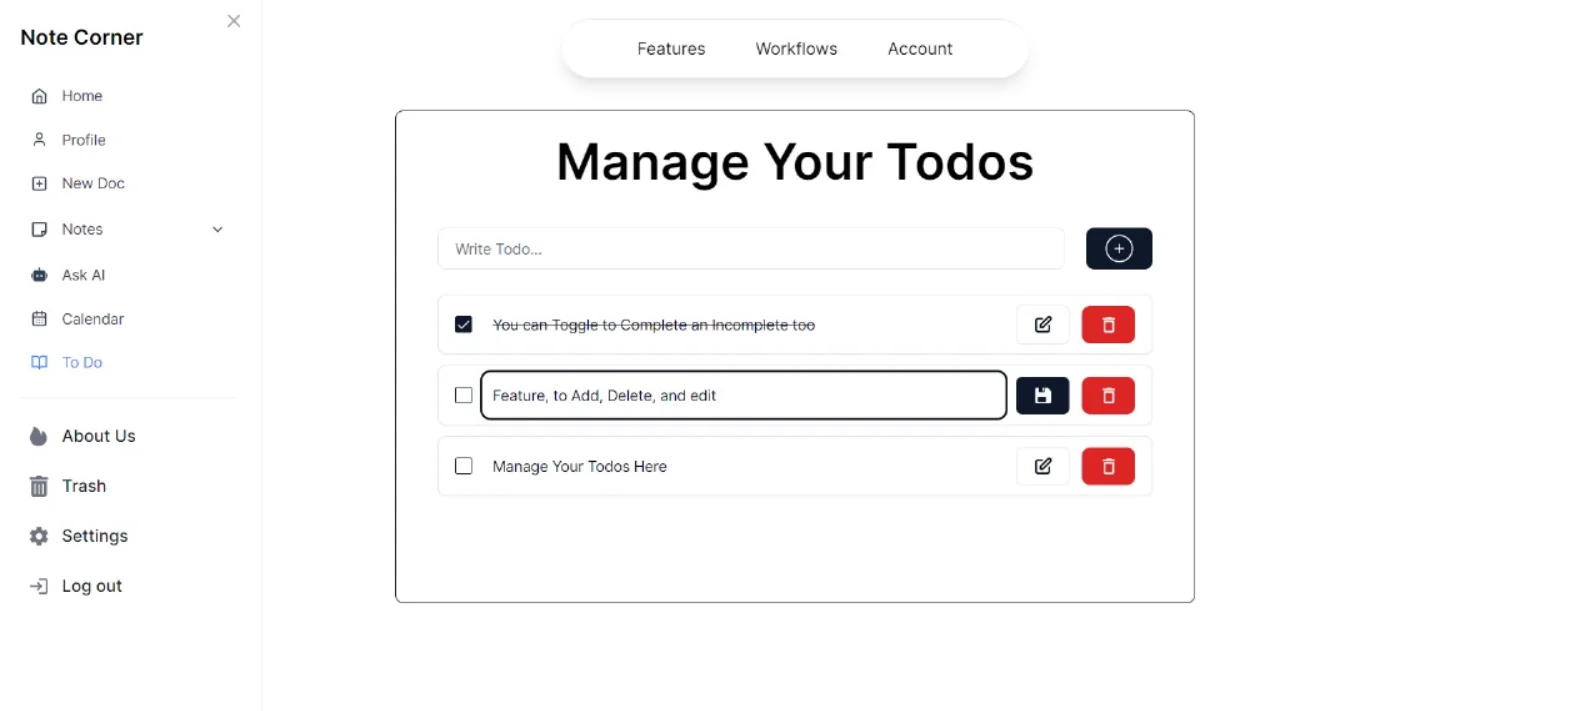 Note Corner
Home
Profile
New Doc
Notes
Ask AI
Calendar
To Do
About Us
Trash
Settings
Log out
Features Workflows Account
Manage Your Todos
Write Todo...
You can Toggle to Complete an Incomplete too
Feature, to Add, Delete, and edit
Manage Your Todos Here